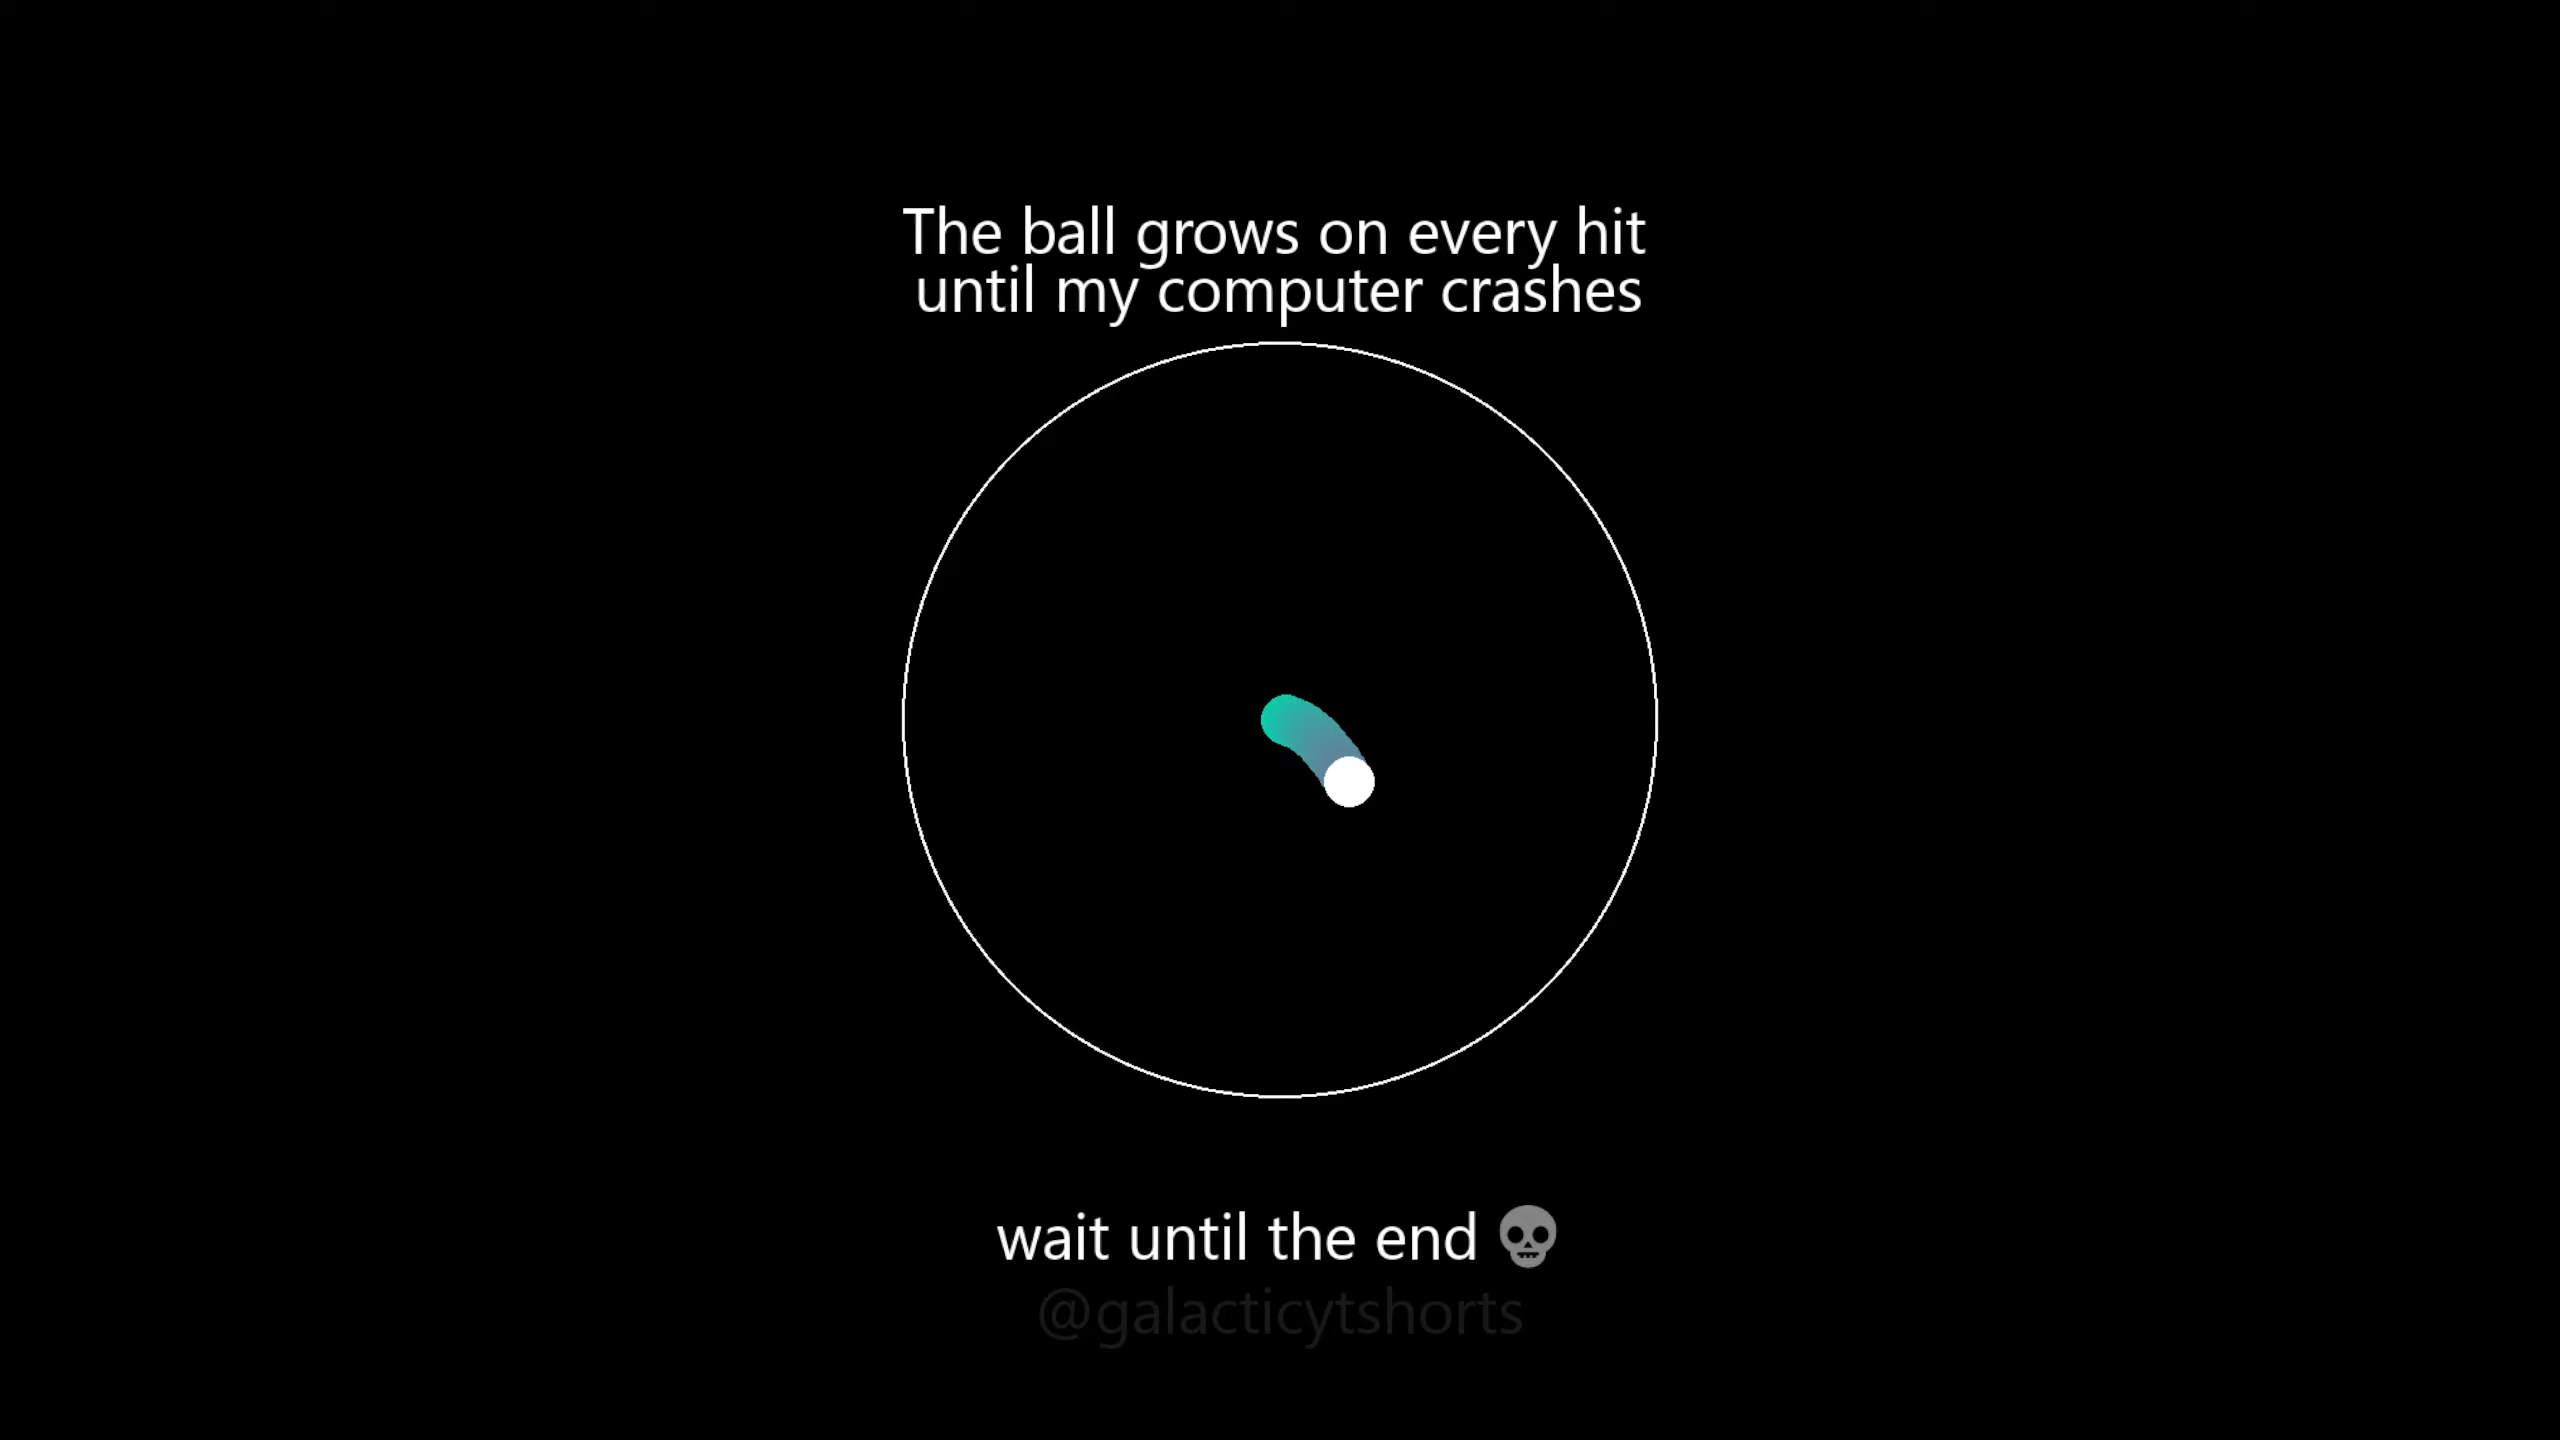 The ball grows on every hit
until my computer crashes
wait until the end 💀
@galacticytshorts